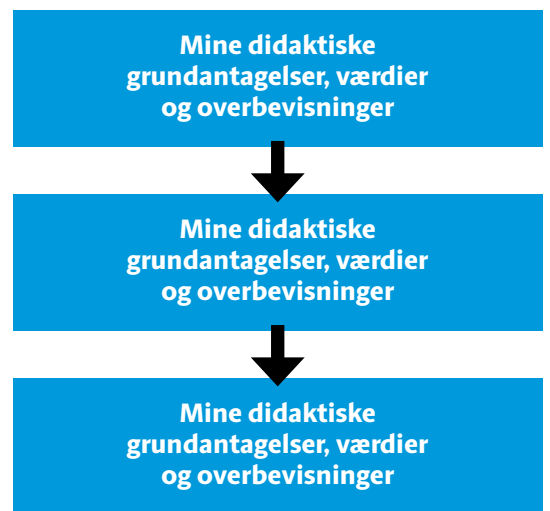 Mine didaktiske
grundantagelser, værdier
og overbevisninger
Mine didaktiske
grundantagelser, værdier
og overbevisninger
Mine didaktiske
grundantagelser, værdier
og overbevisninger